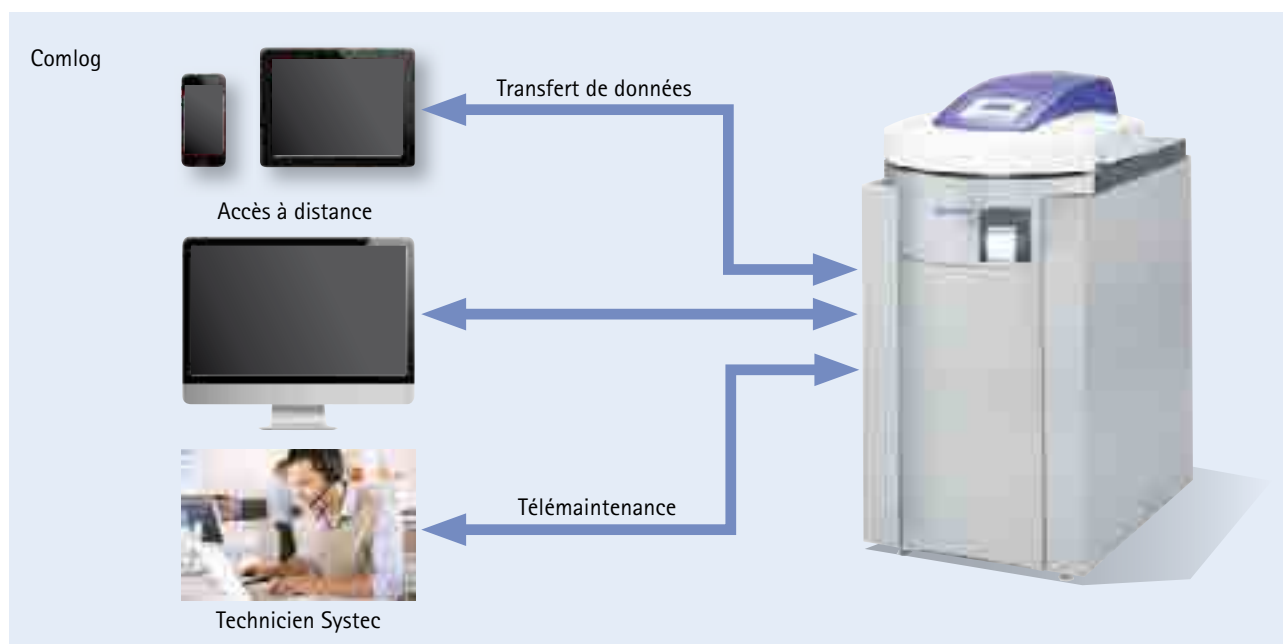 Comlog
Transfert de données
Accès à distance
Télémaintenance
Technicien Systec